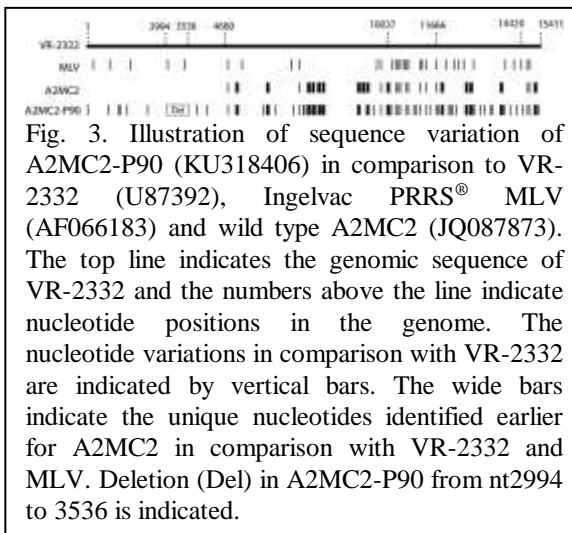 1 4680 11666 15411
VR-2332
MLV
A2MC2
A2MC2-P90 Del
Fig. 3. Illustration of sequence variation of
A2MC2-P90 (KU318406) in comparison to VR-
2332 (U87392), Ingelvac PRRS® MLV
(AF066183) and wild type A2MC2 (JQ087873).
The top line indicates the genomic sequence of
VR-2332 and the numbers above the line indicate
nucleotide positions in the genome. The
nucleotide variations in comparison with VR-2332
are indicated by vertical bars. The wide bars
indicate the unique nucleotides identified earlier
for A2MC2 in comparison with VR-2332 and
MLV. Deletion (Del) in A2MC2-P90 from nt2994
to 3536 is indicated.